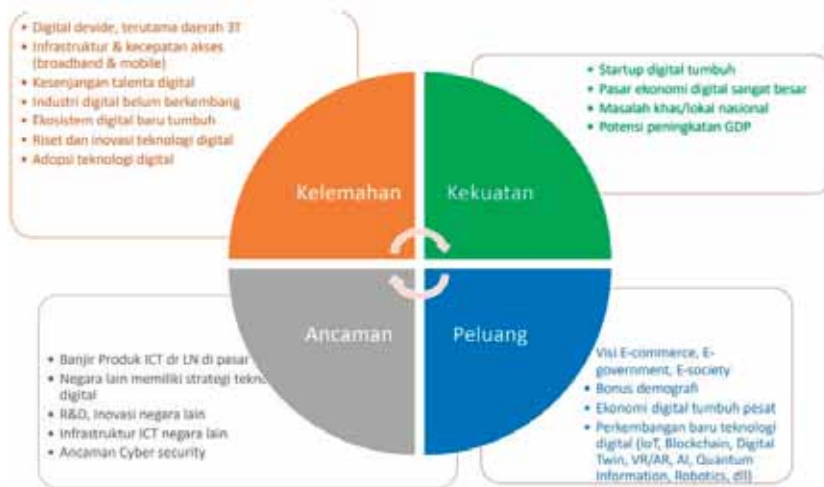 • Digital devide, terutama daerah 3T
• Infrastruktur & kecepatan akses
(broadband & mobile)
• Kesenjangan talenta digital
• Industri digital belum berkembang
• Ekosistem digital baru tumbuh
• Riset dan inovasi teknologi digital
• Adopsi teknologi digital
• Startup digital tumbuh
• Pasar ekonomi digital sangat besar
• Masalah khas/lokal nasional
• Potensi peningkatan GDP
Kelemahan
Kekuatan
Ancaman
Peluang
• Banjir Produk ICT dr LN di pasar
• Negara lain memiliki strategi
digital
• R&D, Inovasi negara lain
• Infrastruktur ICT negara lain
• Ancaman Cyber security
Visi E-commerce, E-
government, E-society
• Bonus demografi
• Ekonomi digital tumbuh pesat
• Perkembangan baru teknologi
digital (IoT, Blockchain, Digital
Twin, VR/AR, AI, Quantum
Information, Robotics, dll)